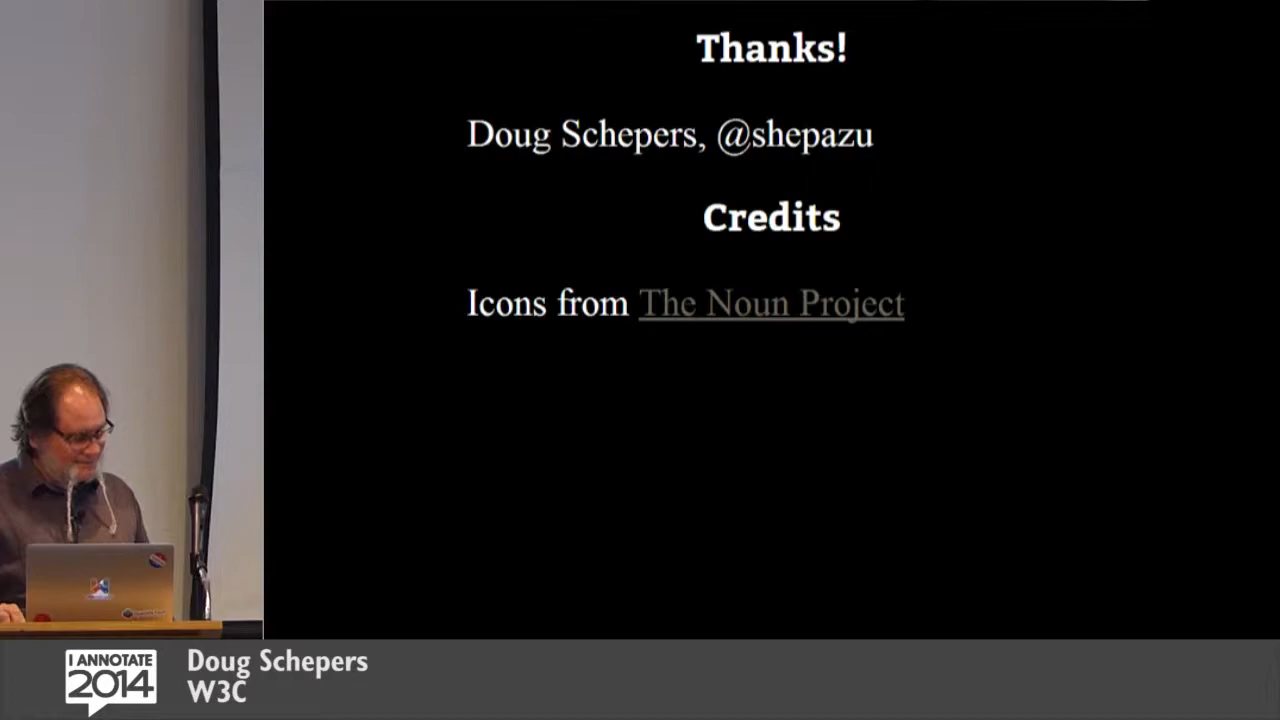 Thanks!
Doug Schepers, @shepazu
Credits
Icons from The Noun Project
I ANNOTATE
2014
Doug Schepers
W3C